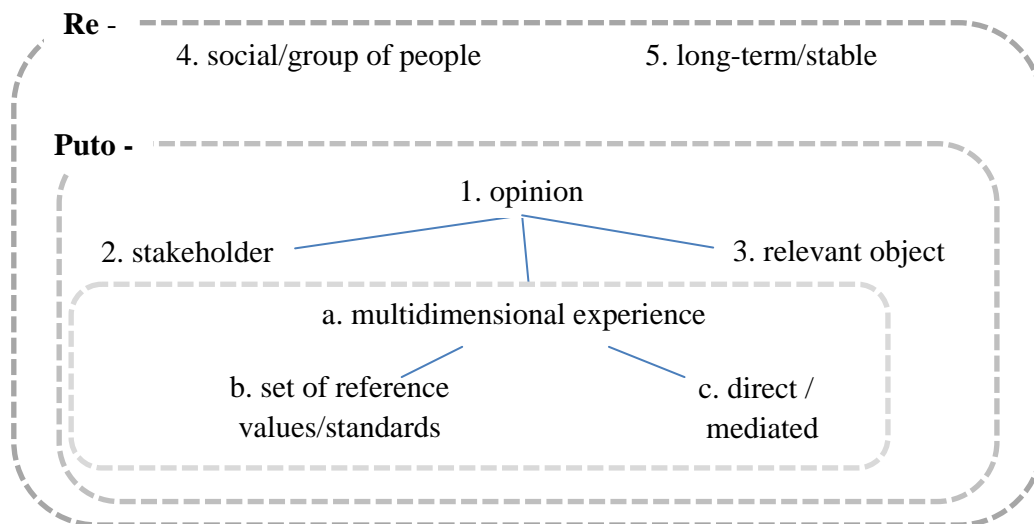 Re -
4. social/group of people
5. long-term/stable
Puto -
1. opinion
2. stakeholder
3. relevant object
a. multidimensional experience
b. set of reference
values/standards
c. direct /
mediated